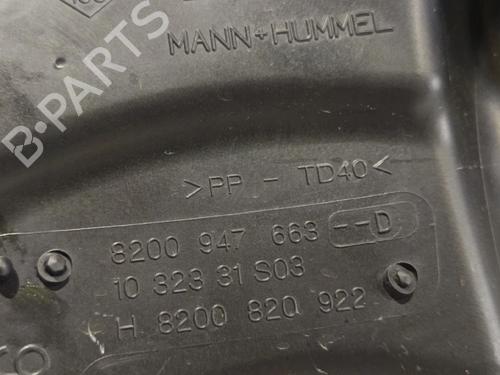 MANN+HUMMEL
>PP - TD40<
8200 947 663 --D
10 323 31 S03
H 8200 820 922
B-PARTS